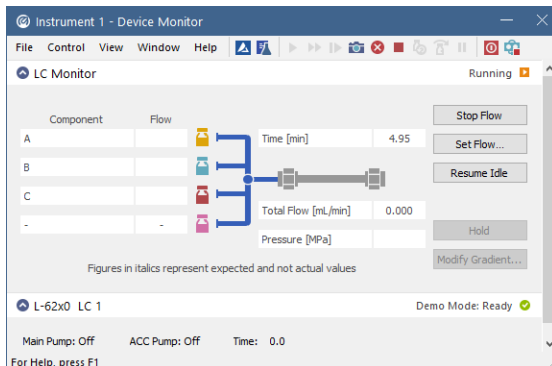 Instrument 1 - Device Monitor
File Control View Window Help
LC Monitor Running
Component Flow
Stop Flow
A Time [min] 4.95
Set Flow...
B
Resume Idle
C
Total Flow [mL/min] 0.000
- -
Hold
Pressure [MPa]
Modify Gradient...
Figures in italics represent expected and not actual values
L-62x0 LC 1 Demo Mode: Ready
Main Pump: Off ACC Pump: Off Time: 0.0
For Help, press F1